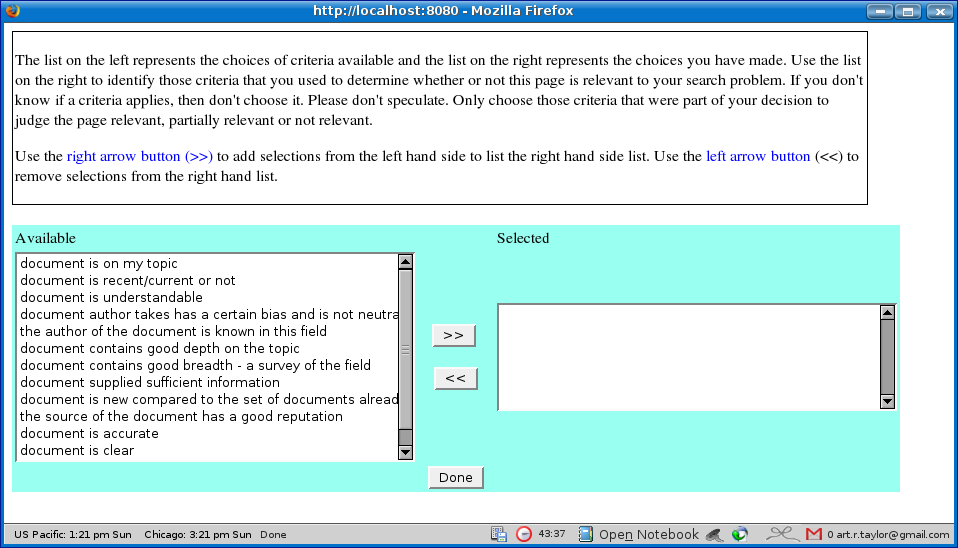 http://localhost:8080 - Mozilla Firefox
The list on the left represents the choices of criteria available and the list on the right represents the choices you have made. Use the list
on the right to identify those criteria that you used to determine whether or not this page is relevant to your search problem. If you don't
know if a criteria applies, then don't choose it. Please don't speculate. Only choose those criteria that were part of your decision to
judge the page relevant, partially relevant or not relevant.
Use the right arrow button (>>) to add selections from the left hand side to list the right hand side list. Use the left arrow button (<<) to
remove selections from the right hand list.
Available
Selected
document is on my topic
document is recent/current or not
document is understandable
document author takes has a certain bias and is not neutra
the author of the document is known in this field
document contains good depth on the topic
document contains good breadth - a survey of the field
document supplied sufficient information
document is new compared to the set of documents alread
the source of the document has a good reputation
document is accurate
document is clear
>>
<<
Done
US Pacific: 1:21 pm Sun Chicago: 3:21 pm Sun Done 43:37 Open Notebook 0 art.r.taylor@gmail.com